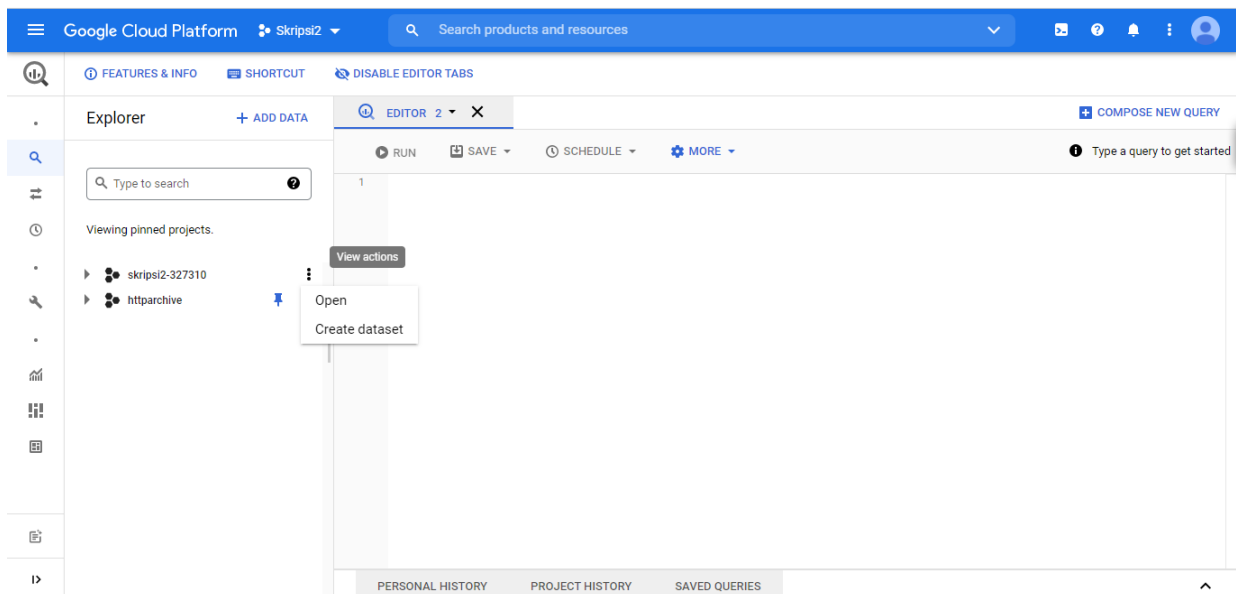 Google Cloud Platform Skripsi2 Search products and resources
FEATURES & INFO SHORTCUT DISABLE EDITOR TABS
Explorer + ADD DATA EDITOR 2 COMPOSE NEW QUERY
RUN SAVE SCHEDULE MORE Type a query to get started
Type to search 1
Viewing pinned projects.
View actions
skripsi2-327310
httparchive Open
Create dataset
PERSONAL HISTORY PROJECT HISTORY SAVED QUERIES